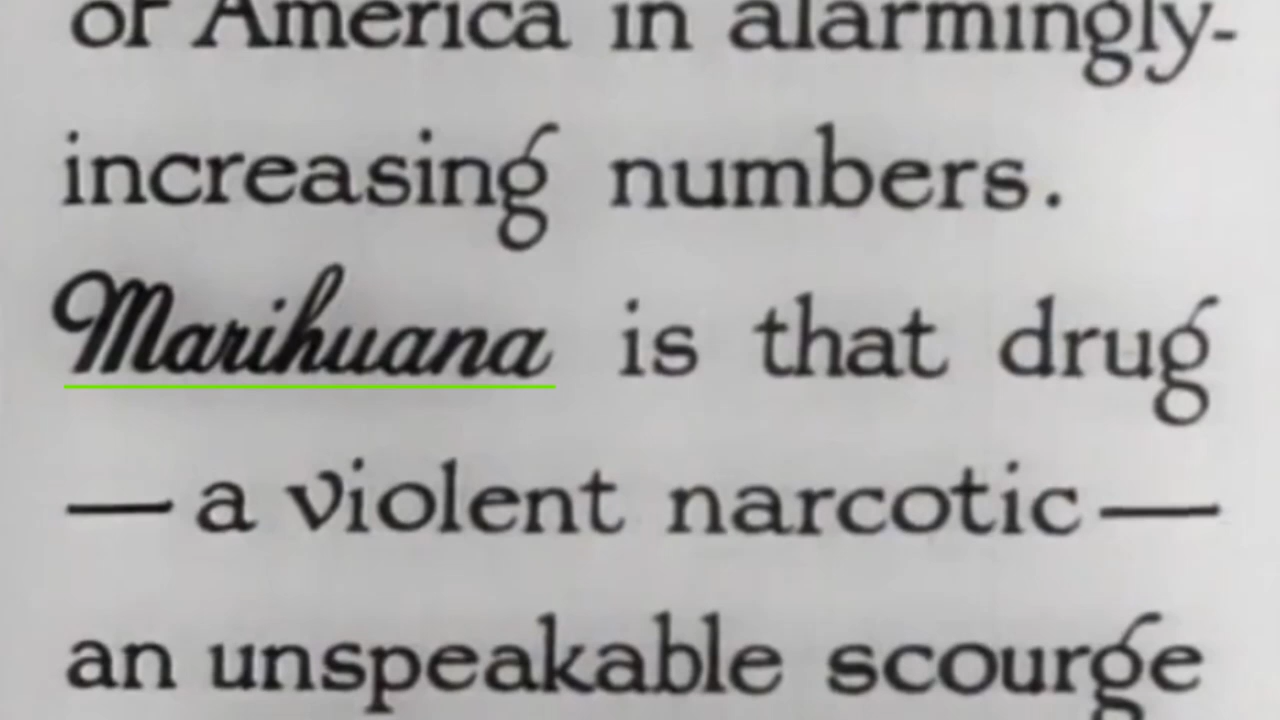 of America in alarmingly-
increasing numbers.
Marihuana is that drug
— a violent narcotic —
an unspeakable scourge